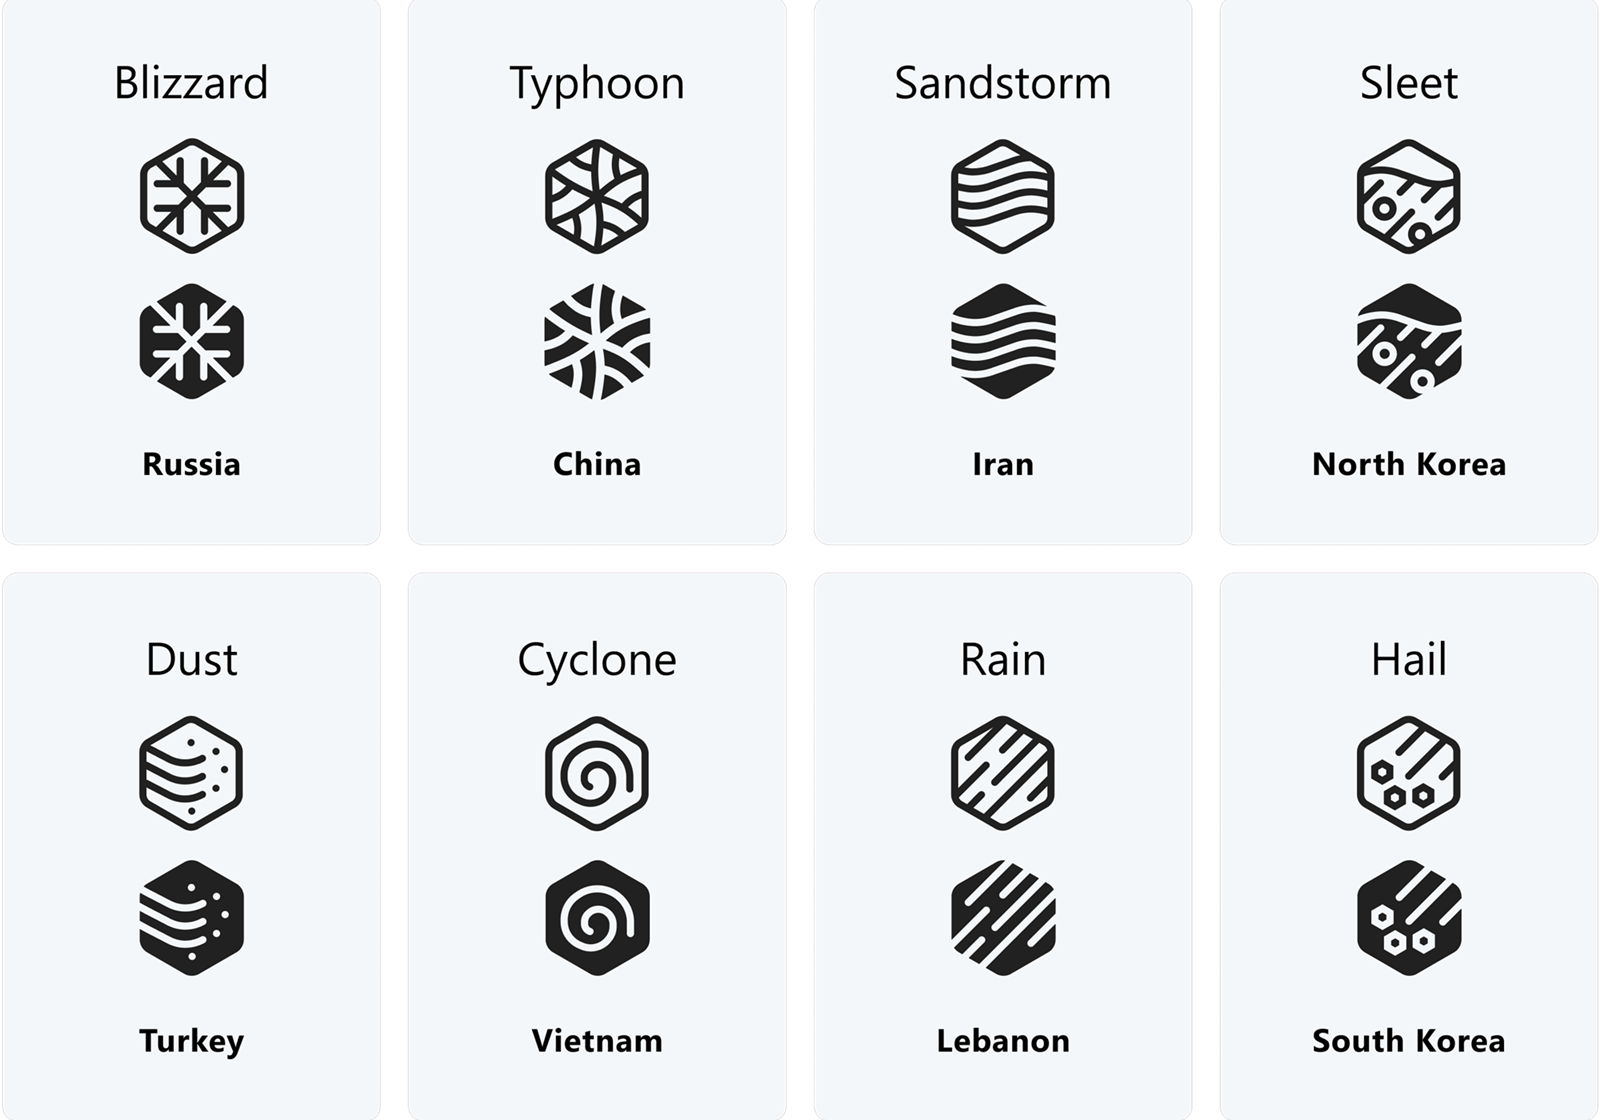 Blizzard
Russia
Typhoon
China
Sandstorm
Iran
Sleet
North Korea
Dust
Turkey
Cyclone
Vietnam
Rain
Lebanon
Hail
South Korea